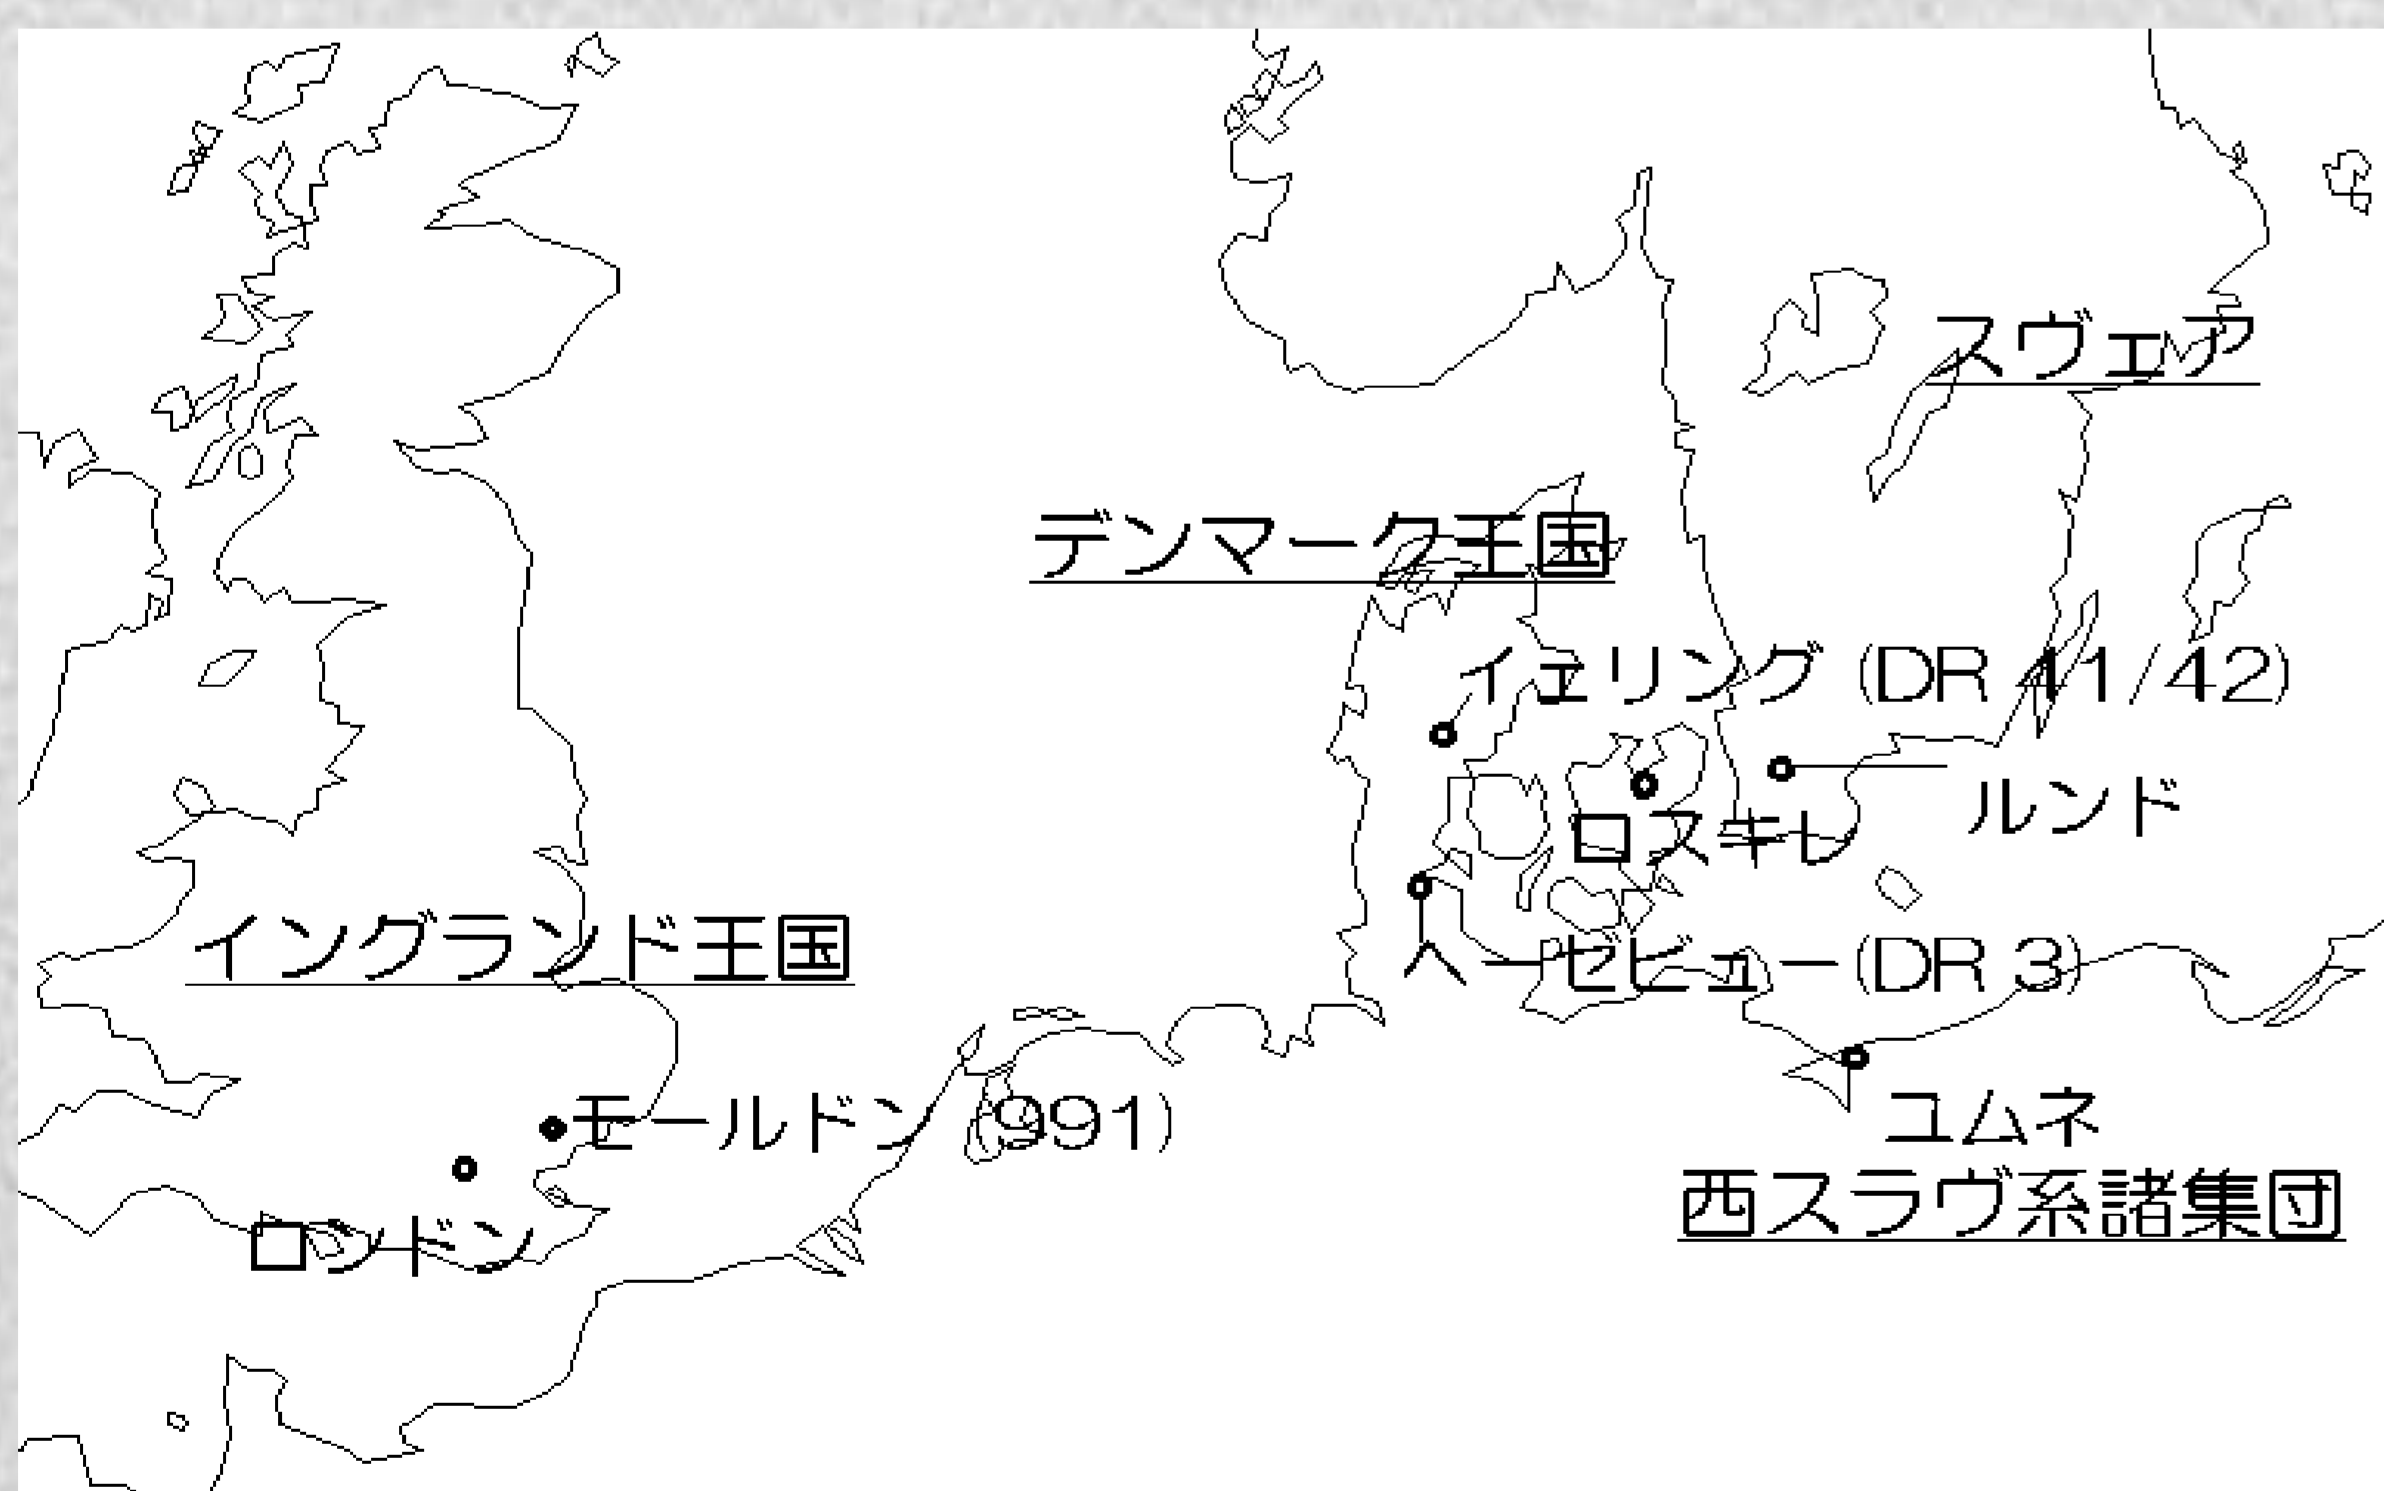 スヴェア
デンマーク王国
イェリング (DR 41/42)
ルンド
ロスキレ
イングランド王国
ヘーゼビュー(DR 3)
モールドン (991)
ユムネ
西スラヴ系諸集団
ロンドン